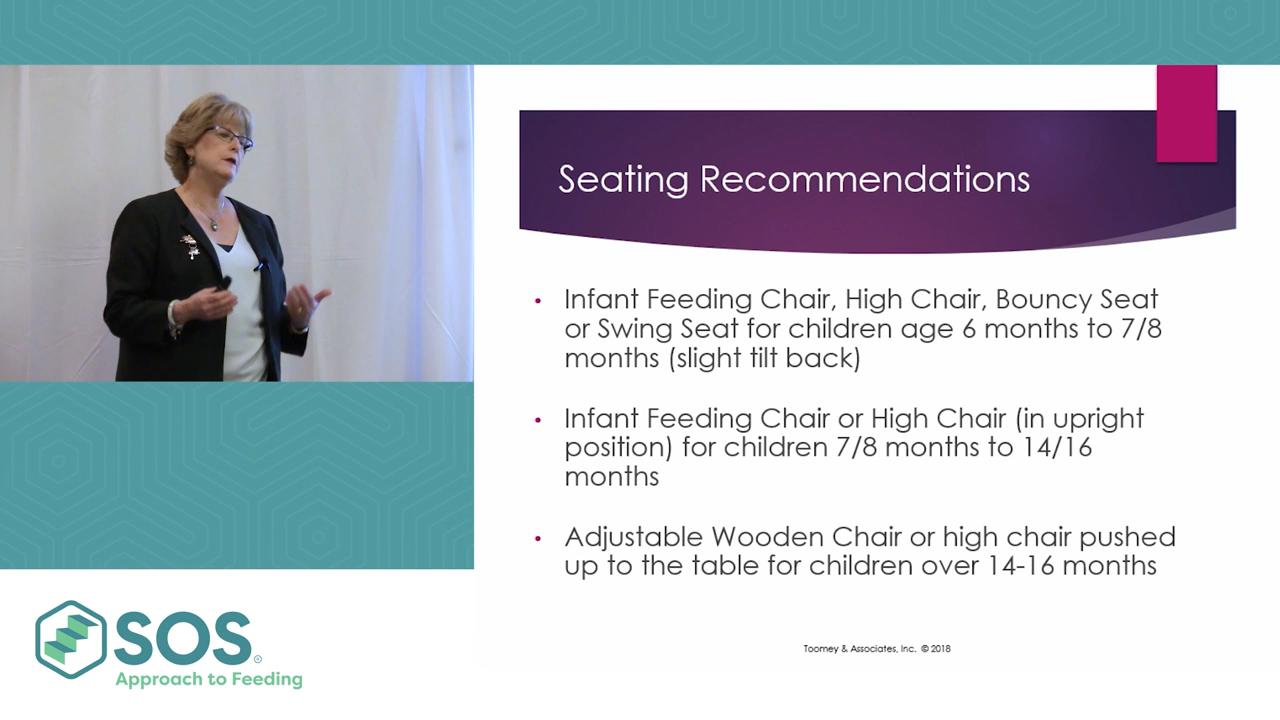 Seating Recommendations
• Infant Feeding Chair, High Chair, Bouncy Seat
or Swing Seat for children age 6 months to 7/8
months (slight tilt back)
• Infant Feeding Chair or High Chair (in upright
position) for children 7/8 months to 14/16
months
• Adjustable Wooden Chair or high chair pushed
up to the table for children over 14-16 months
Toomey & Associates, Inc. © 2018
SOS®
Approach to Feeding